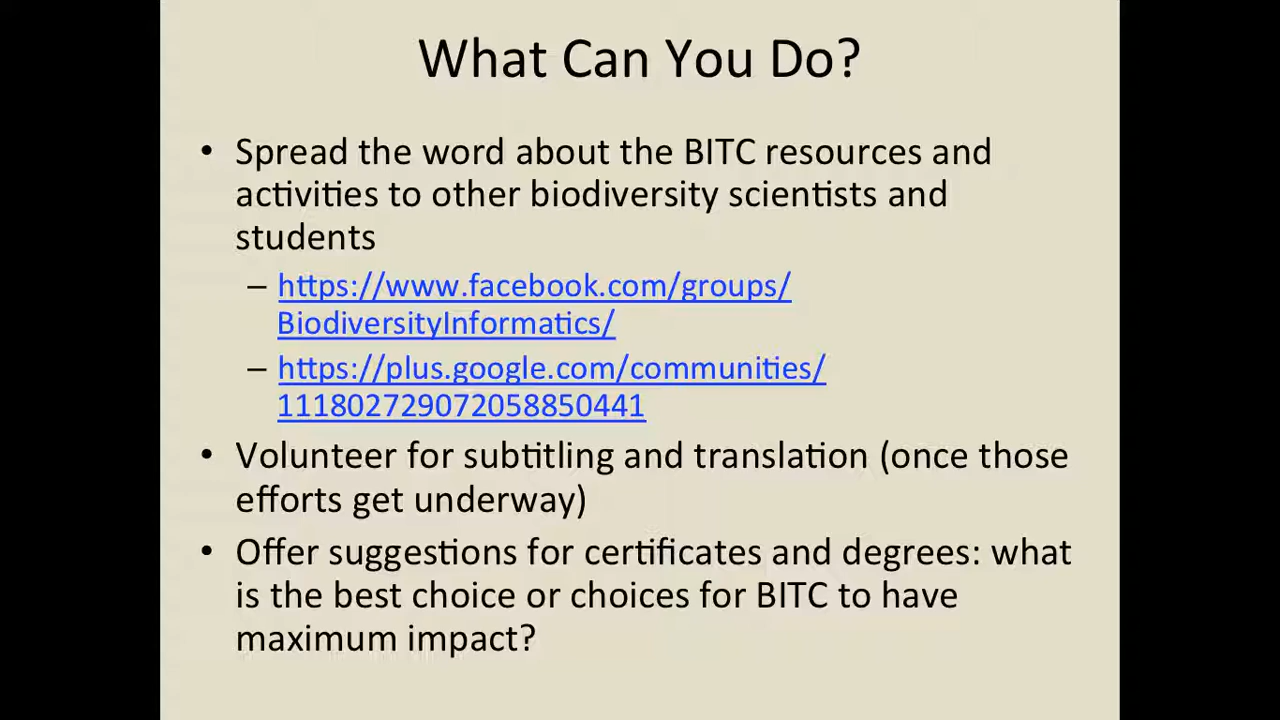 What Can You Do?
• Spread the word about the BITC resources and
activities to other biodiversity scientists and
students
– https://www.facebook.com/groups/
BiodiversityInformatics/
– https://plus.google.com/communities/
111802729072058850441
• Volunteer for subtitling and translation (once those
efforts get underway)
• Offer suggestions for certificates and degrees: what
is the best choice or choices for BITC to have
maximum impact?